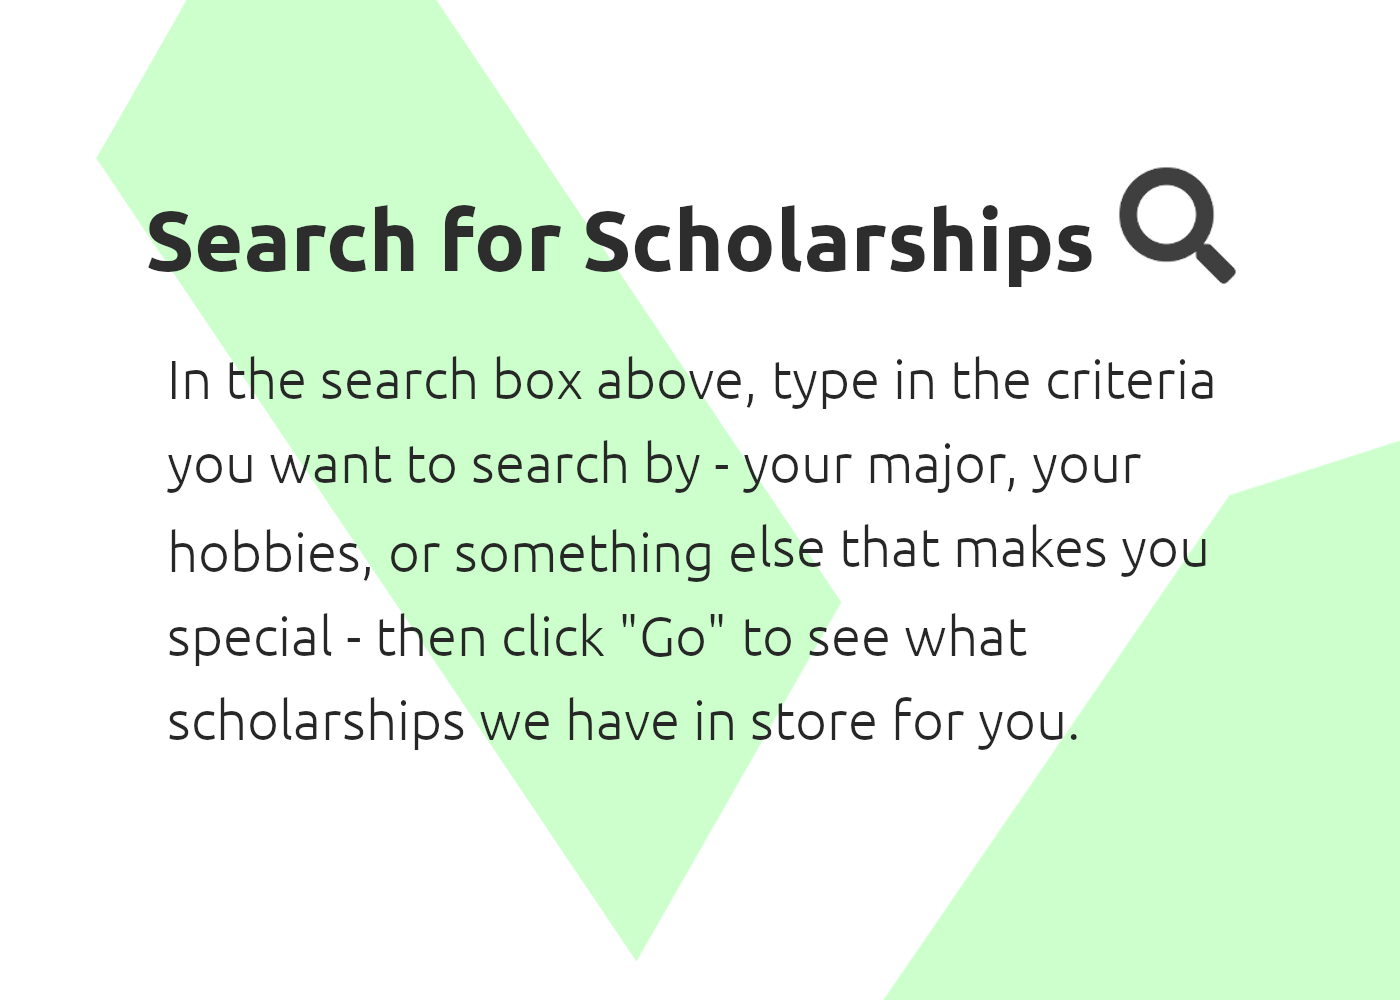 Search for Scholarships
In the search box above, type in the criteria
you want to search by - your major, your
hobbies, or something else that makes you
special - then click "Go" to see what
scholarships we have in store for you.